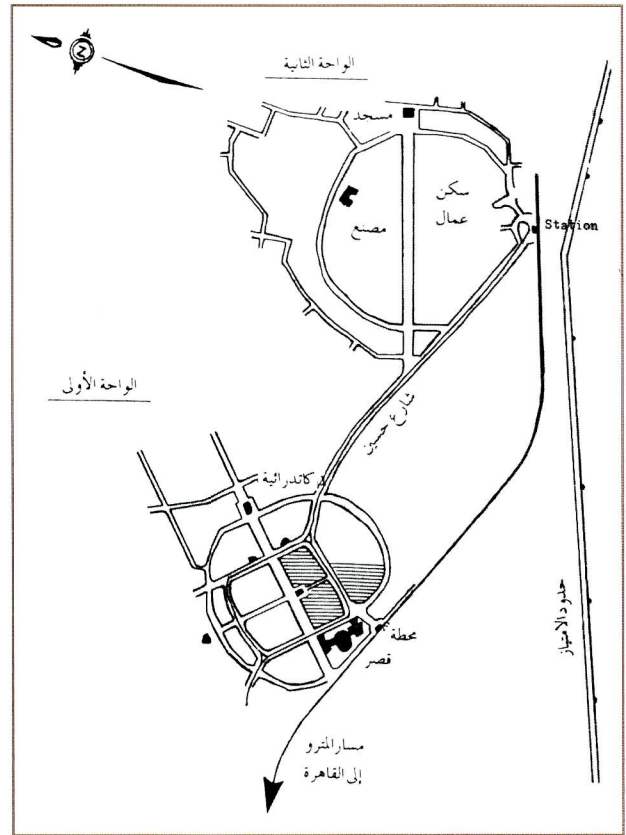 N
الواحة الثانية
مسجد
سكن
عمال
مصنع
Station
الواحة الأولى
شارع حسين
كاتدرائية
حدود الامتياز
محطة
قصر
مسار المترو
إلى القاهرة